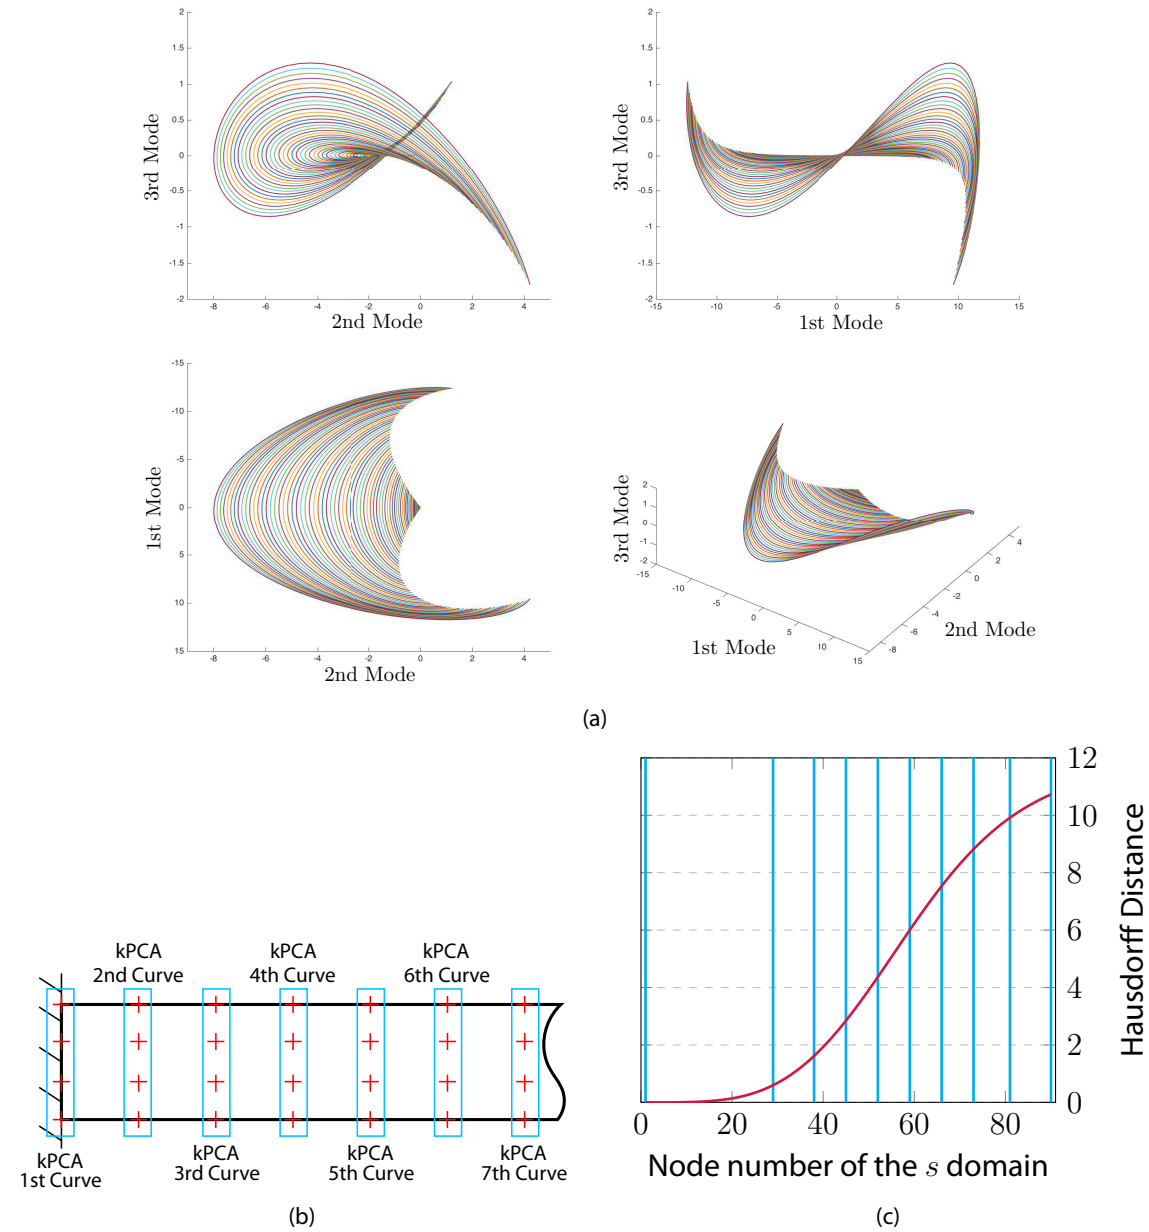 2
1.5
1
0.5
0
-0.5
-1
-1.5
-2
3rd Mode
-8
-6
-4
-2
0
2
4
2nd Mode
2
1.5
1
0.5
0
-0.5
-1
-1.5
-2
3rd Mode
-15
-10
-5
0
5
10
15
1st Mode
-15
-10
-5
0
5
10
15
1st Mode
-8
-6
-4
-2
0
2
4
2nd Mode
2
1
0
-1
-2
3rd Mode
-15
-10
-5
0
5
10
15
1st Mode
-8
-6
-4
-2
0
2
4
2nd Mode
(a)
kPCA
2nd Curve
kPCA
4th Curve
kPCA
6th Curve
kPCA
1st Curve
kPCA
3rd Curve
kPCA
5th Curve
kPCA
7th Curve
(b)
12
10
8
6
4
2
0
Hausdorff Distance
0
20
40
60
80
Node number of the s domain
(c)